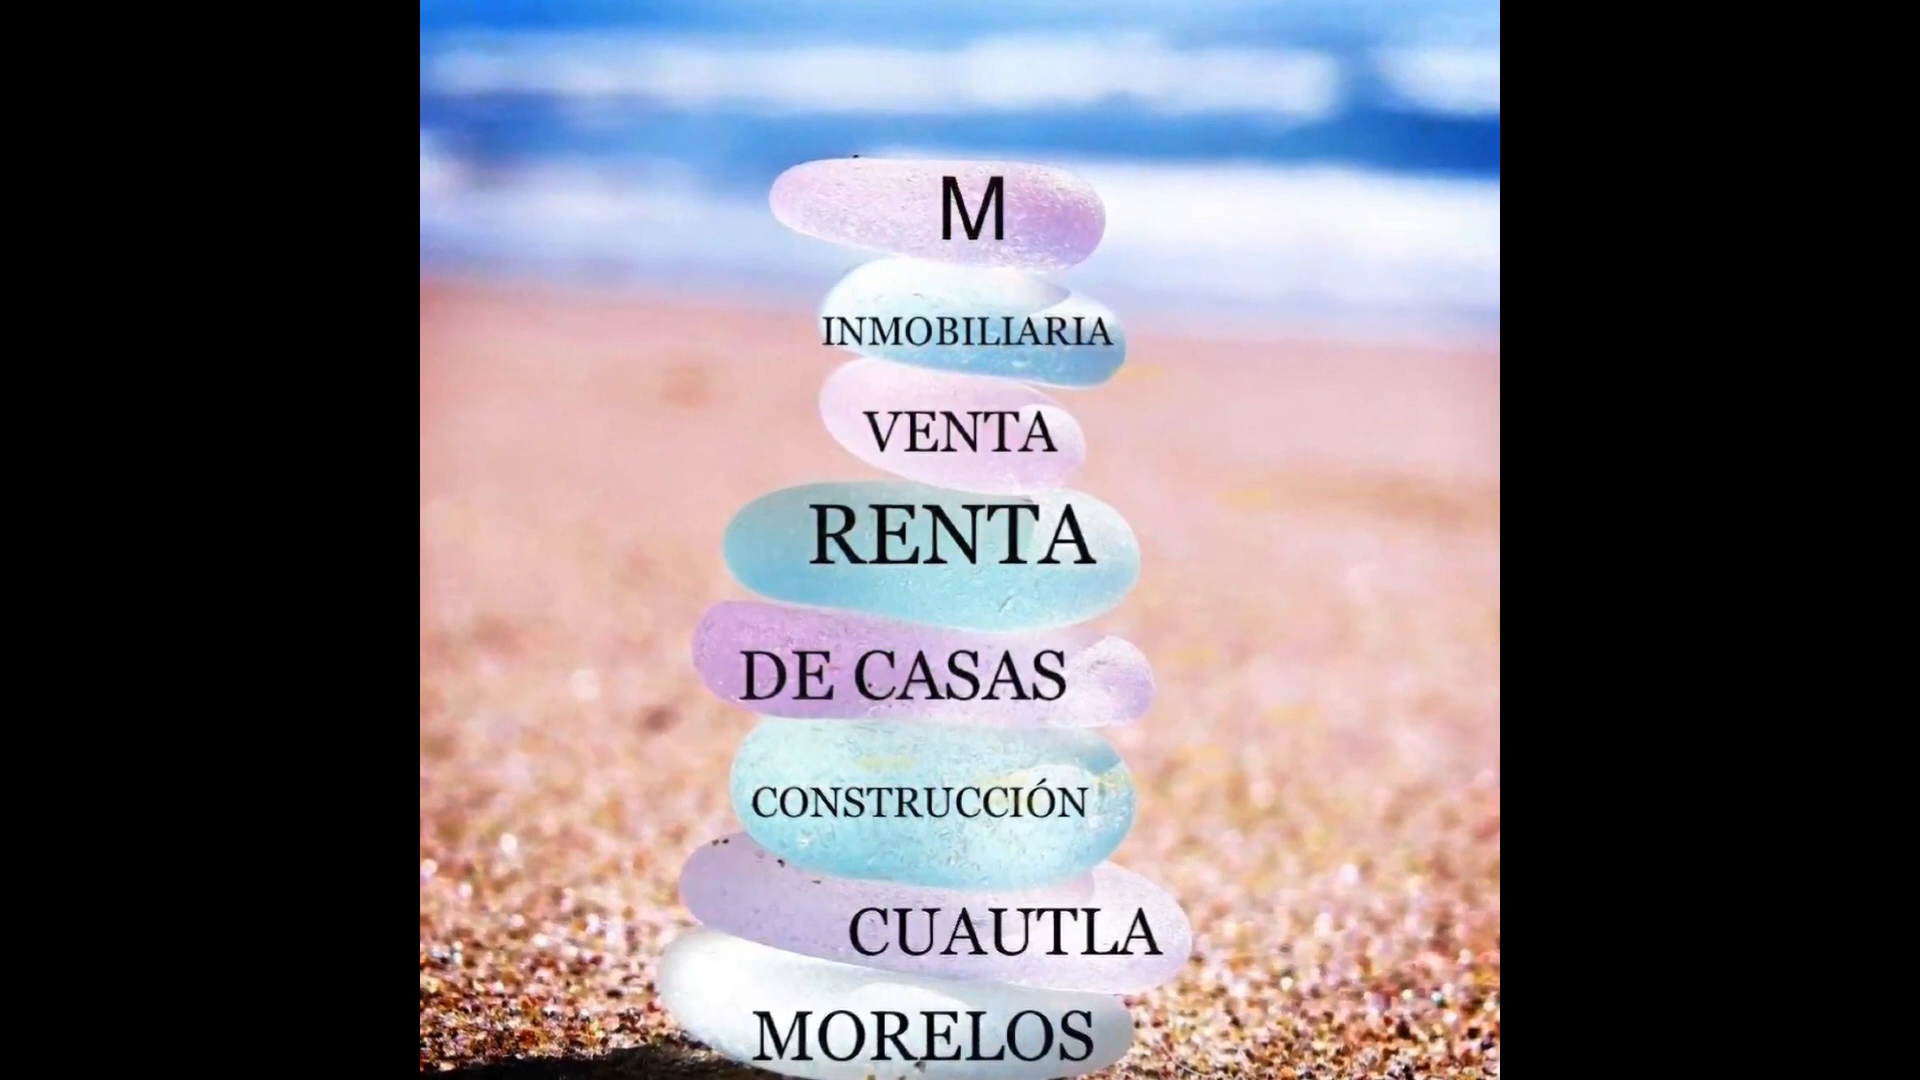 M
INMOBILIARIA
VENTA
RENTA
DE CASAS
CONSTRUCCIÓN
CUAUTLA
MORELOS